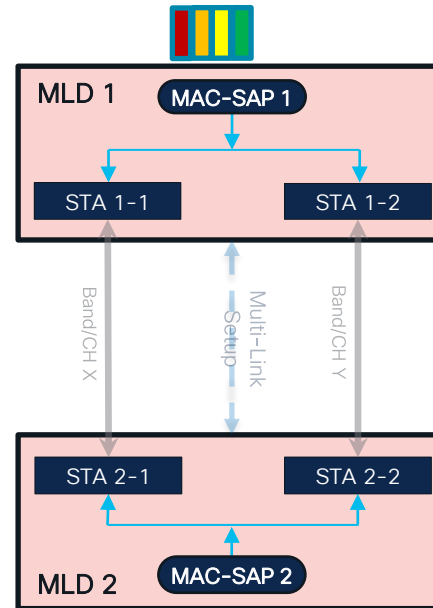 MLD 1
MAC-SAP 1
STA 1-1
STA 1-2
Band/CH X
Multi-Link
Setup
Band/CH Y
STA 2-1
STA 2-2
MAC-SAP 2
MLD 2